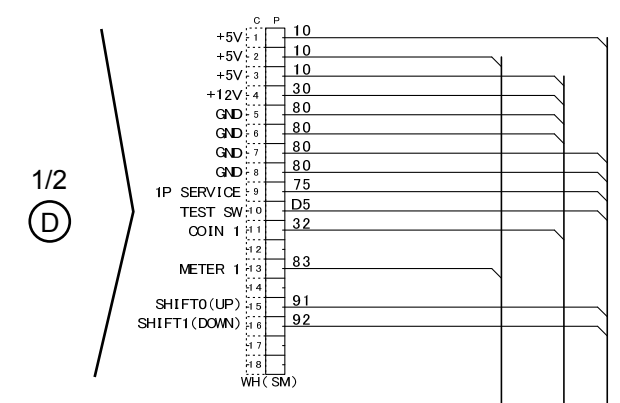 C P
+5V 1 10
+5V 2 10
+5V 3 10
+12V 4 30
GND 5 80
GND 6 80
GND 7 80
GND 8 80
1P SERVICE 9 75
TEST SW 10 D5
COIN 1 11 32
12
METER 1 13 83
14
SHIFT0(UP) 15 91
SHIFT1(DOWN) 16 92
17
18
WH(SM)
1/2
D